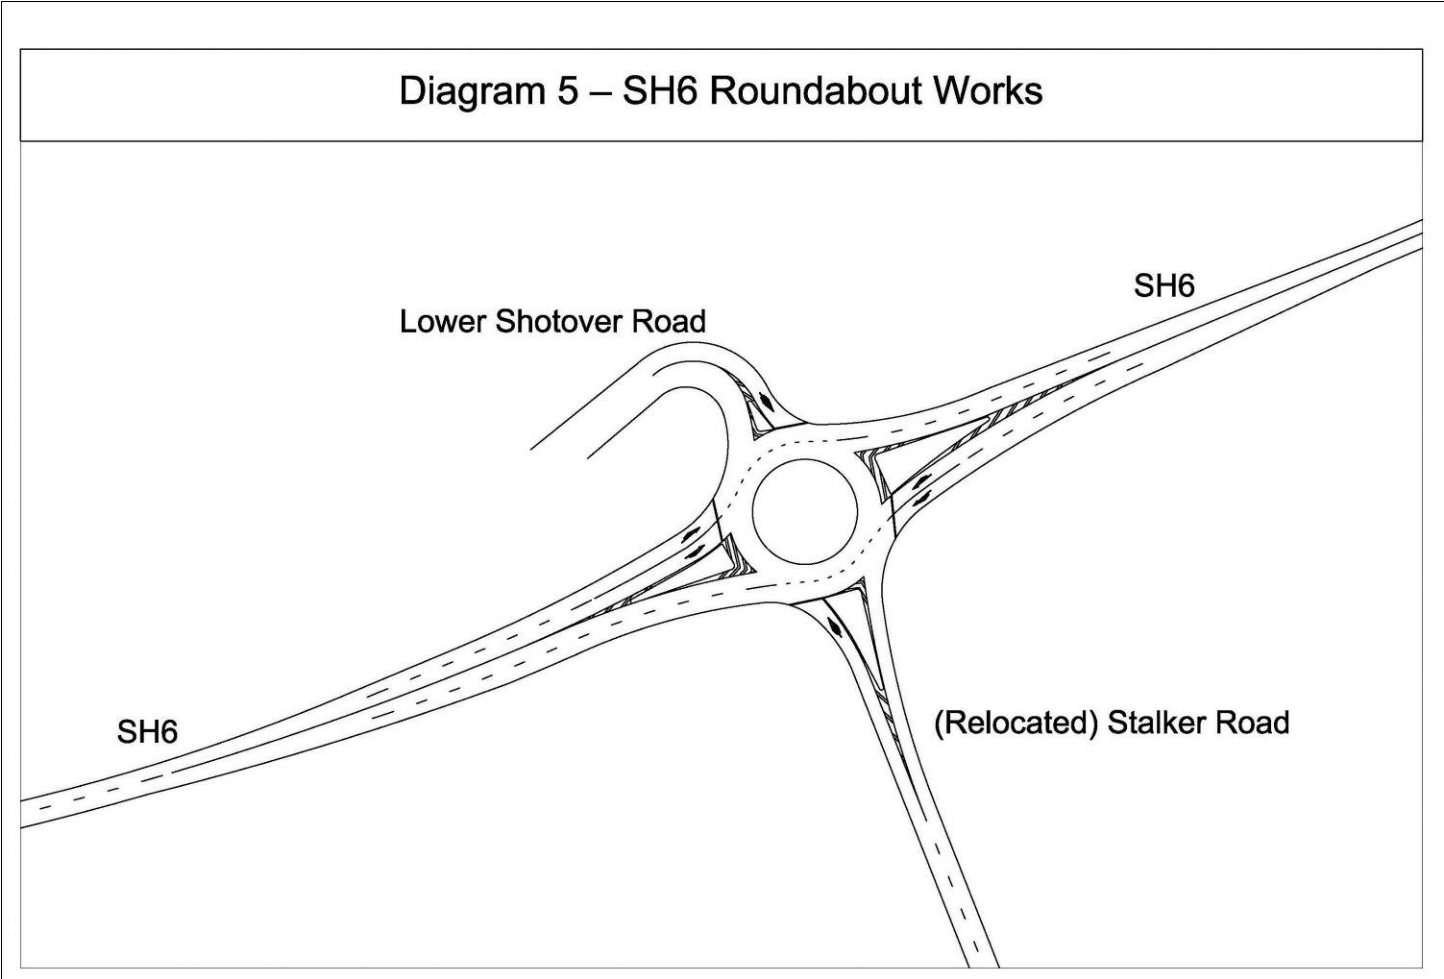 Diagram 5 – SH6 Roundabout Works
SH6
Lower Shotover Road
(Relocated) Stalker Road
SH6